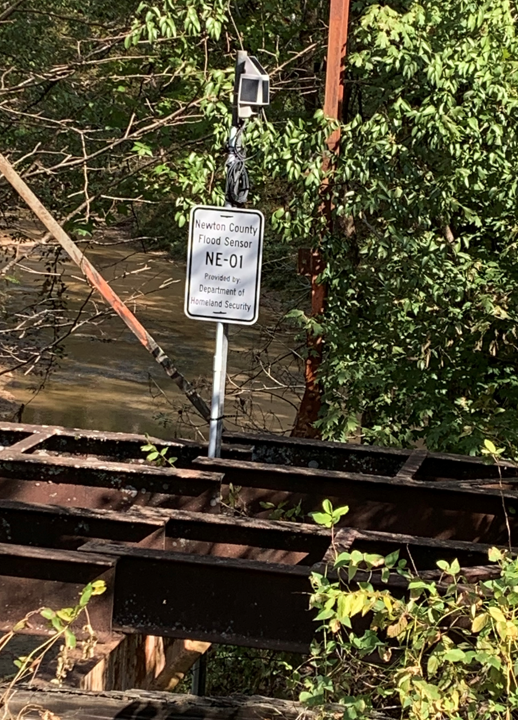 Newton County
Flood Sensor
NE-01
Provided by
Department of
Homeland Security